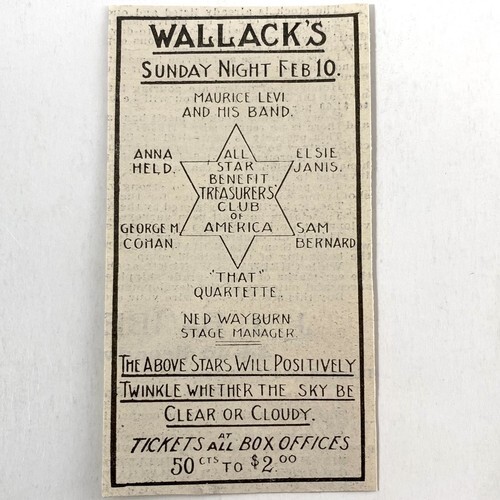 WALLACK'S
SUNDAY NIGHT FEB 10.
MAURICE LEVI
AND HIS BAND.
ANNA
HELD.
ALL
STAR
BENEFIT
TREASURERS'
CLUB
OF
AMERICA
ELSIE
JANIS.
GEORGE M.
COHAN
SAM
BERNARD
"THAT"
QUARTETTE.
NED WAYBURN
STAGE MANAGER.
THE ABOVE STARS WILL POSITIVELY
TWINKLE WHETHER THE SKY BE
CLEAR OR CLOUDY.
TICKETS AT ALL BOX OFFICES
50 CTS TO $2.00